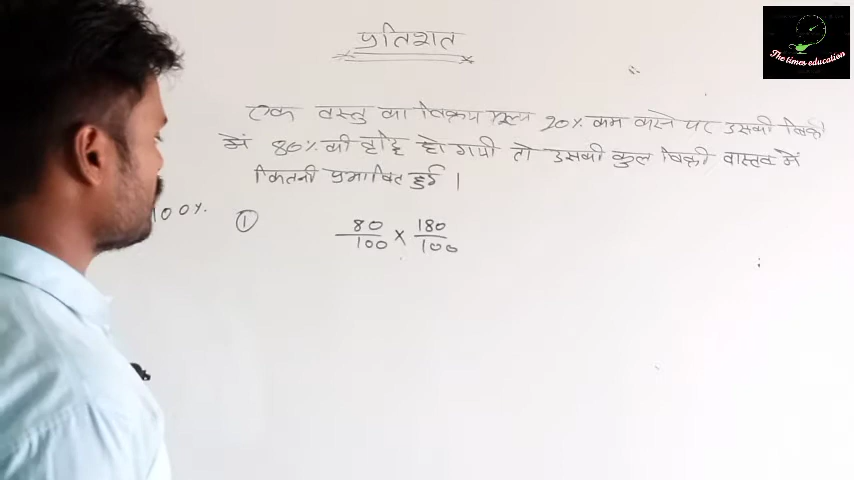 The times education
प्रतिशत
एक वस्तु का विक्रय मूल्य 20% कम करने पर उसकी बिक्री
में 80% की वृद्धि हो गयी तो उसकी कुल बिक्री वास्तव में
कितनी प्रभावित हुई ।
100%. ① 80/100 × 180/100